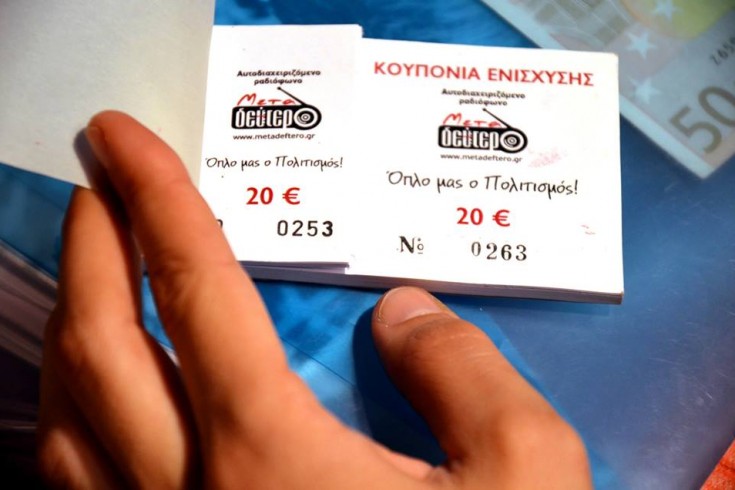 Αυτοδιαχειριζόμενο
ραδιόφωνο
Μετα
δεύτερο
www.metadeftero.gr
Όπλο μας ο Πολιτισμός!
20 €
0253
ΚΟΥΠΟΝΙΑ ΕΝΙΣΧΥΣΗΣ
Αυτοδιαχειριζόμενο
ραδιόφωνο
Μετα
δεύτερο
www.metadeftero.gr
Όπλο μας ο Πολιτισμός!
20 €
Nο 0263
50